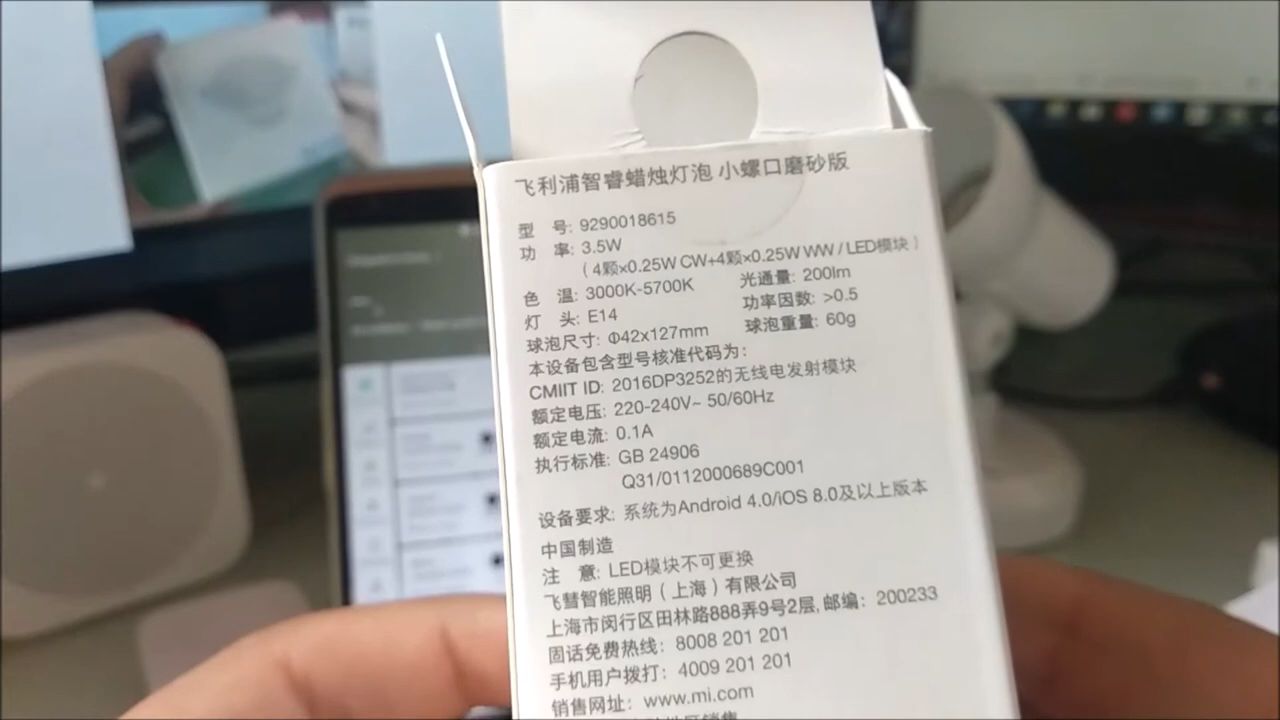 飞利浦智睿蜡烛灯泡 小螺口磨砂版
型 号: 9290018615
功 率: 3.5W
( 4颗×0.25W CW+4颗×0.25W WW / LED模块 )
色 温: 3000K-5700K 光通量: 200lm
灯 头: E14 功率因数: >0.5
球泡尺寸: Φ42x127mm 球泡重量: 60g
本设备包含型号核准代码为:
CMIIT ID: 2016DP3252的无线电发射模块
额定电压: 220-240V~ 50/60Hz
额定电流: 0.1A
执行标准: GB 24906
Q31/0112000689C001
设备要求: 系统为Android 4.0/iOS 8.0及以上版本
中国制造
注 意: LED模块不可更换
飞彗智能照明（上海）有限公司
上海市闵行区田林路888弄9号2层, 邮编: 200233
固话免费热线: 8008 201 201
手机用户拨打: 4009 201 201
销售网址: www.mi.com